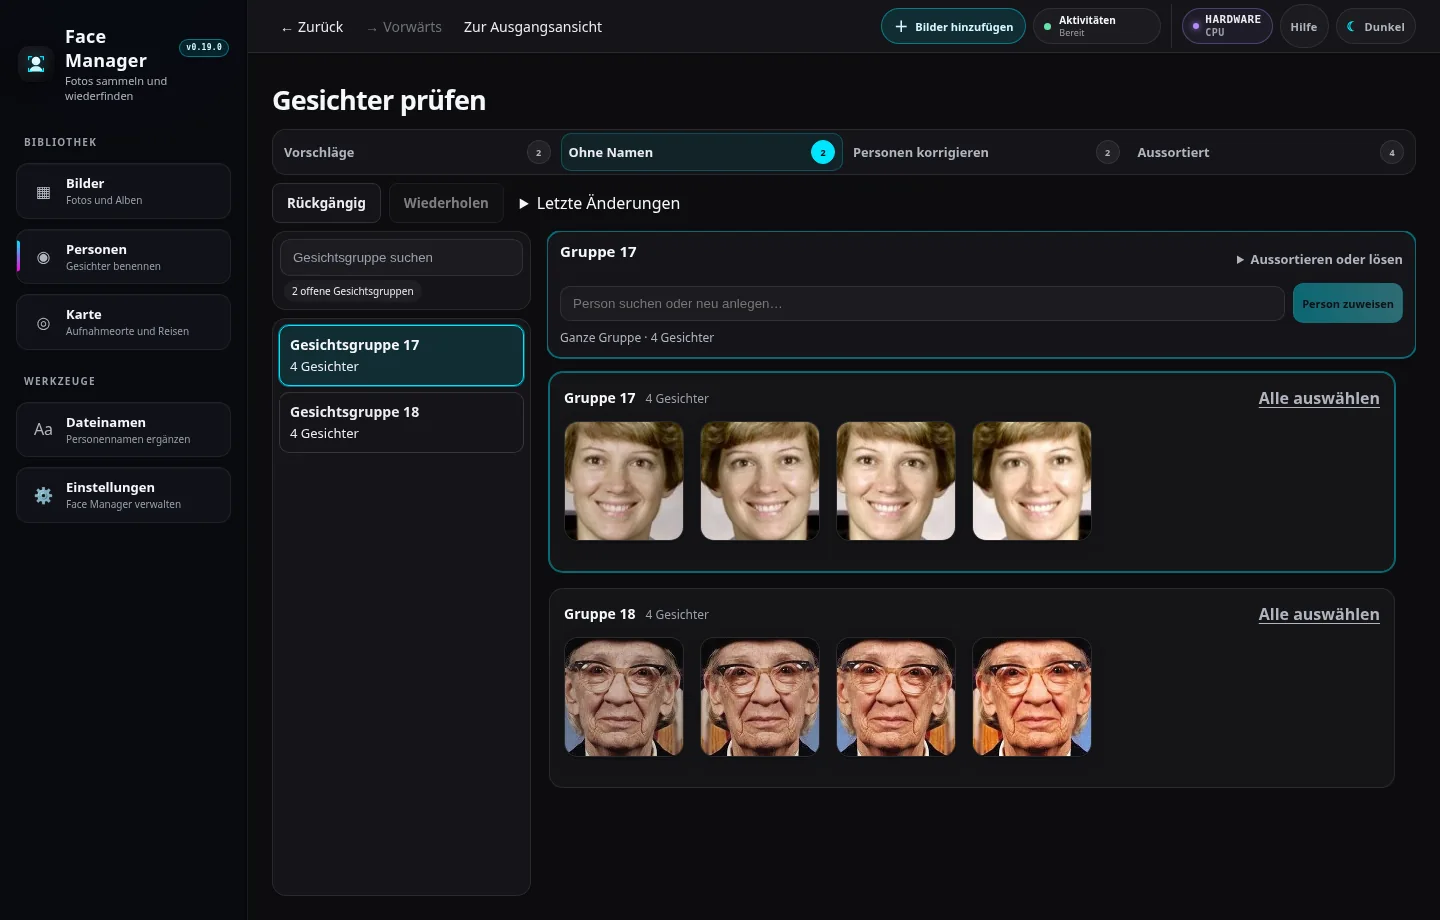 Face Manager
v0.19.0
Fotos sammeln und wiederfinden
BIBLIOTHEK
Bilder
Fotos und Alben
Personen
Gesichter benennen
Karte
Aufnahmeorte und Reisen
WERKZEUGE
Aa Dateinamen
Personennamen ergänzen
Einstellungen
Face Manager verwalten
← Zurück → Vorwärts Zur Ausgangsansicht
+ Bilder hinzufügen
Aktivitäten
Bereit
HARDWARE
CPU
Hilfe
Dunkel
Gesichter prüfen
Vorschläge 2 Ohne Namen 2 Personen korrigieren 2 Aussortiert 4
Rückgängig Wiederholen ▶ Letzte Änderungen
Gesichtsgruppe suchen
2 offene Gesichtsgruppen
Gesichtsgruppe 17
4 Gesichter
Gesichtsgruppe 18
4 Gesichter
Gruppe 17
▶ Aussortieren oder lösen
Person suchen oder neu anlegen…
Person zuweisen
Ganze Gruppe · 4 Gesichter
Gruppe 17 4 Gesichter Alle auswählen
Gruppe 18 4 Gesichter Alle auswählen